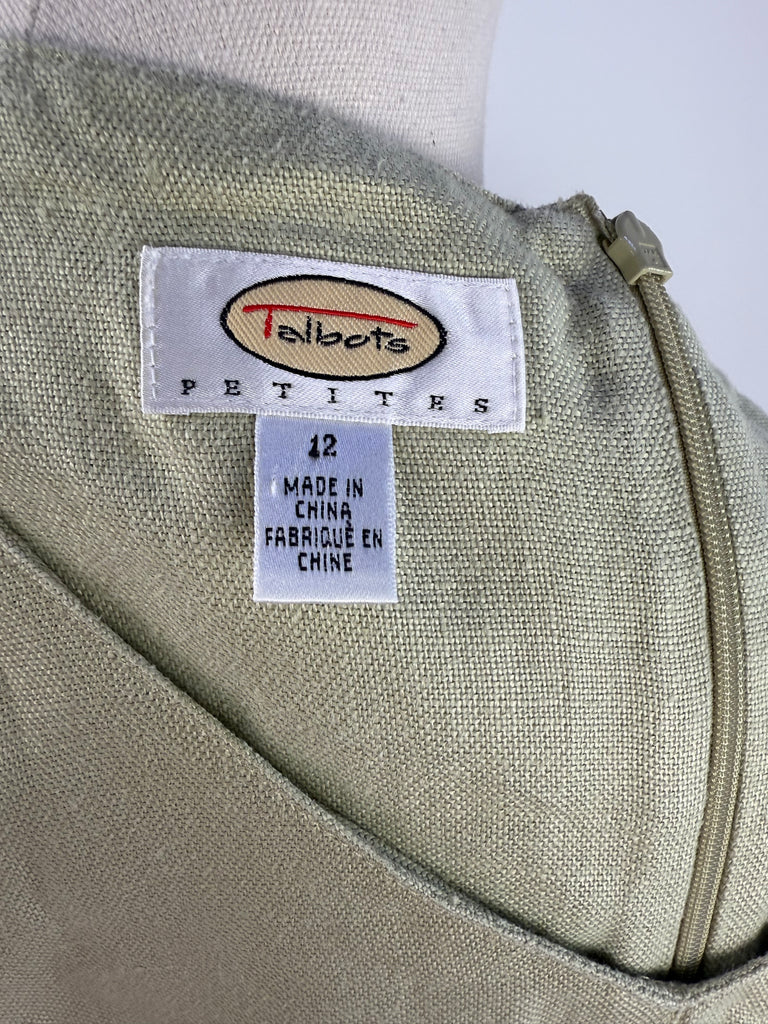 Talbots
PETITES
12
MADE IN
CHINA
FABRIQUÉ EN
CHINE